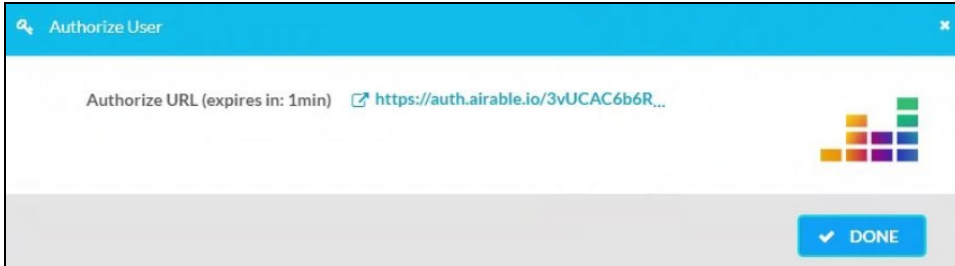 Authorize User
Authorize URL (expires in: 1min) https://auth.airable.io/3vUCAC6b6R...
DONE